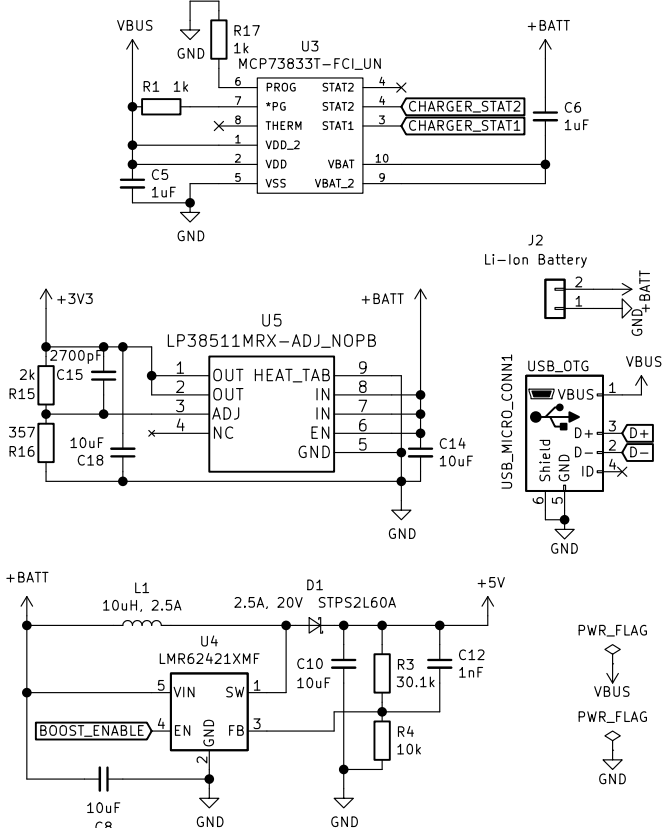 VBUS
GND
R17
1k
U3
MCP73833T-FCI_UN
+BATT
R1 1k
6 PROG STAT2 4
7 *PG STAT2 4 CHARGER_STAT2
8 THERM STAT1 3 CHARGER_STAT1
1 VDD_2
2 VDD VBAT 10
5 VSS VBAT_2 9
C6
1uF
C5
1uF
GND
J2
Li-Ion Battery
2 +BATT
1 GND
+3V3
+BATT
U5
LP38511MRX-ADJ_NOPB
2700pF
C15
2k
R15
357
R16
10uF
C18
1 OUT HEAT_TAB 9
2 OUT IN 8
3 ADJ IN 7
4 NC EN 6
GND 5
C14
10uF
GND
USB_MICRO_CONN1
USB_OTG
VBUS
VBUS 1
D+ 3 D+
D- 2 D-
ID 4
Shield
GND
6
5
GND
+BATT
L1
10uH, 2.5A
D1
2.5A, 20V STPS2L60A
+5V
U4
LMR62421XMF
5 VIN SW 1
BOOST_ENABLE 4 EN FB 3
GND
2
C10
10uF
R3
30.1k
C12
1nF
R4
10k
10uF
C8
GND
GND
PWR_FLAG
VBUS
PWR_FLAG
GND